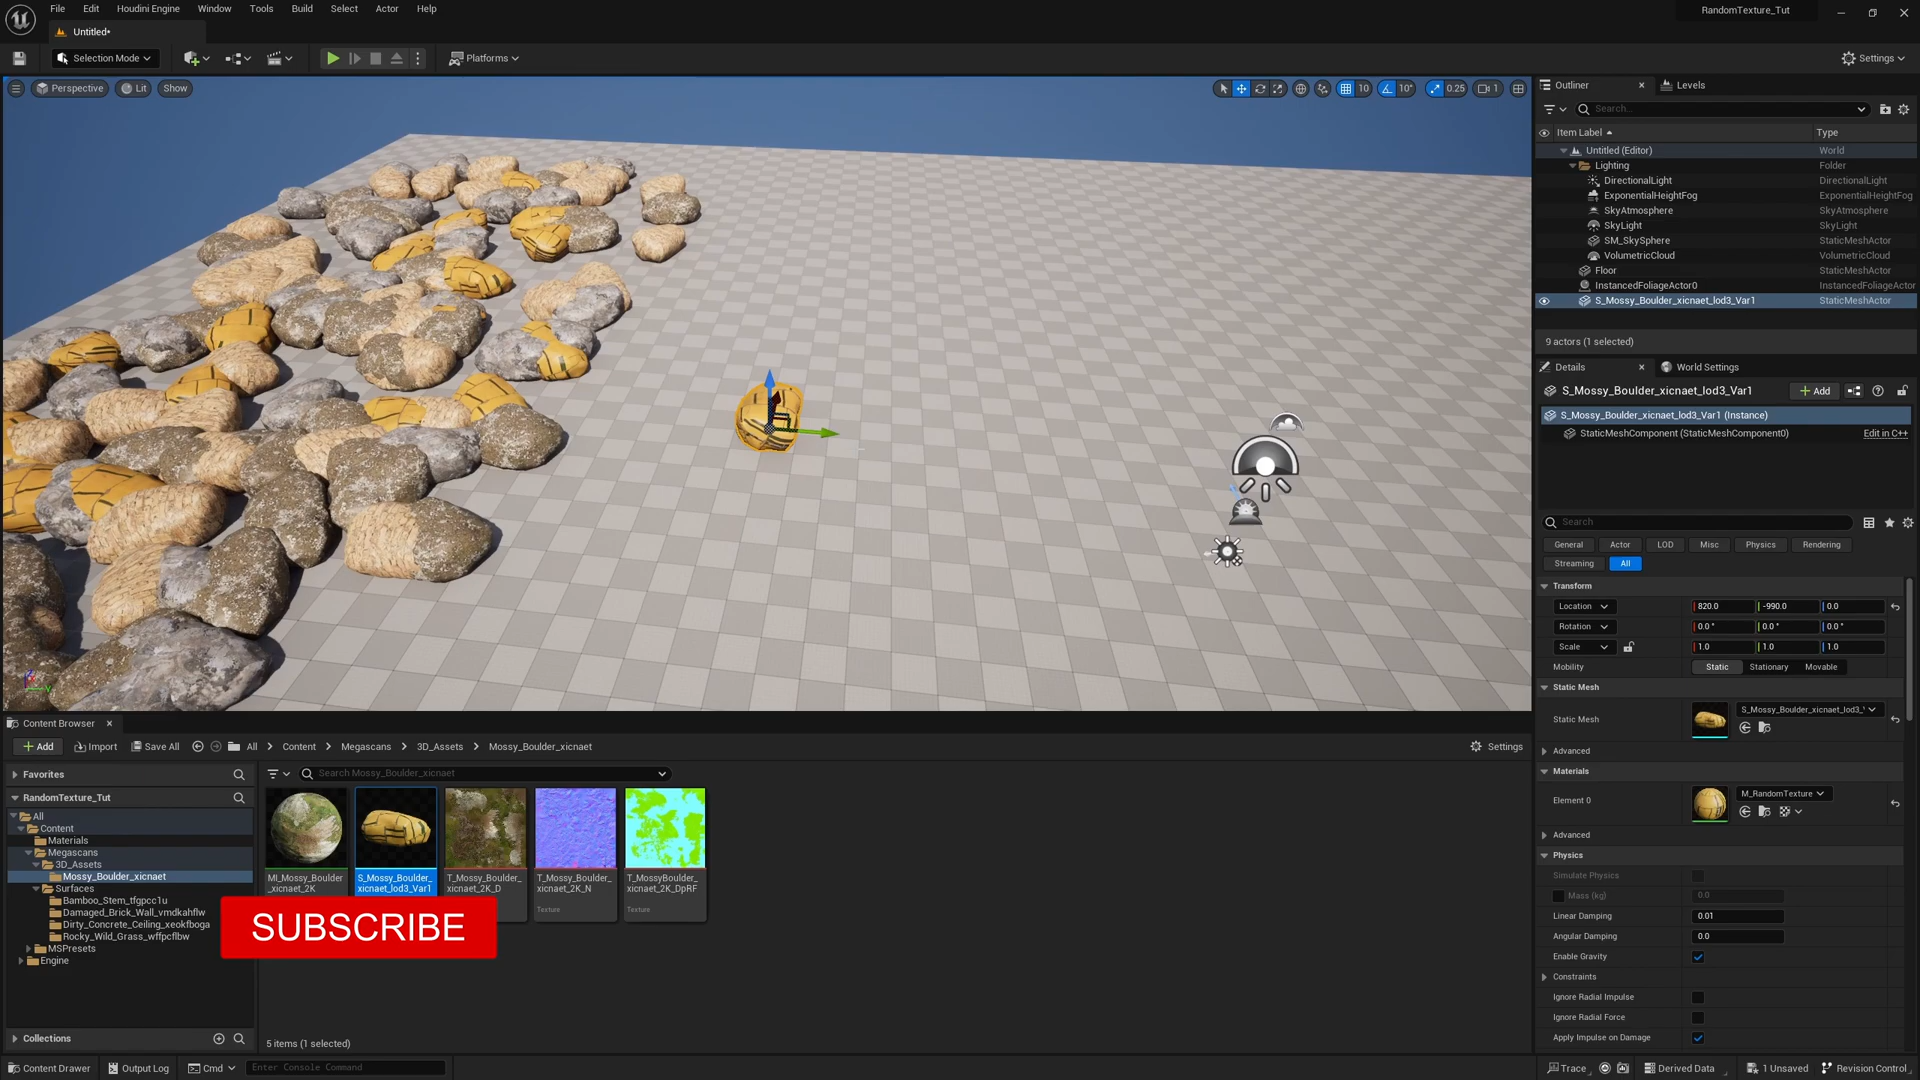 File Edit Houdini Engine Window Tools Build Select Actor Help
RandomTexture_Tut
Untitled*
Selection Mode
Platforms
Settings
Perspective Lit Show
10 10° 0.25 1
Outliner Levels
Search...
Item Label Type
Untitled (Editor) World
Lighting Folder
DirectionalLight DirectionalLight
ExponentialHeightFog ExponentialHeightFog
SkyAtmosphere SkyAtmosphere
SkyLight SkyLight
SM_SkySphere StaticMeshActor
VolumetricCloud VolumetricCloud
Floor StaticMeshActor
InstancedFoliageActor0 InstancedFoliageActor
S_Mossy_Boulder_xicnaet_lod3_Var1 StaticMeshActor
9 actors (1 selected)
Details World Settings
S_Mossy_Boulder_xicnaet_lod3_Var1 Add
S_Mossy_Boulder_xicnaet_lod3_Var1 (Instance)
StaticMeshComponent (StaticMeshComponent0) Edit in C++
Search
General Actor LOD Misc Physics Rendering
Streaming All
Transform
Location 820.0 -990.0 0.0
Rotation 0.0° 0.0° 0.0°
Scale 1.0 1.0 1.0
Mobility Static Stationary Movable
Static Mesh
Static Mesh S_Mossy_Boulder_xicnaet_lod3_
Advanced
Materials
Element 0 M_RandomTexture
Advanced
Physics
Simulate Physics
Mass (kg) 0.0
Linear Damping 0.01
Angular Damping 0.0
Enable Gravity
Constraints
Ignore Radial Impulse
Ignore Radial Force
Apply Impulse on Damage
Content Browser
Add Import Save All All Content Megascans 3D_Assets Mossy_Boulder_xicnaet Settings
Favorites
Search Mossy_Boulder_xicnaet
RandomTexture_Tut
All
Content
Materials
Megascans
3D_Assets
Mossy_Boulder_xicnaet
Surfaces
Bamboo_Stem_tfgpcc1u
Damaged_Brick_Wall_vmdkahflw
Dirty_Concrete_Ceiling_xeokfboga
Rocky_Wild_Grass_wffpcflbw
MSPresets
Engine
MI_Mossy_Boulder
_xicnaet_2K
S_Mossy_Boulder_
xicnaet_lod3_Var1
T_Mossy_Boulder_
xicnaet_2K_D
T_Mossy_Boulder_
xicnaet_2K_N
Texture
T_MossyBoulder_
xicnaet_2K_DpRF
Texture
SUBSCRIBE
Collections
5 items (1 selected)
Content Drawer Output Log Cmd Enter Console Command
Trace Derived Data 1 Unsaved Revision Control